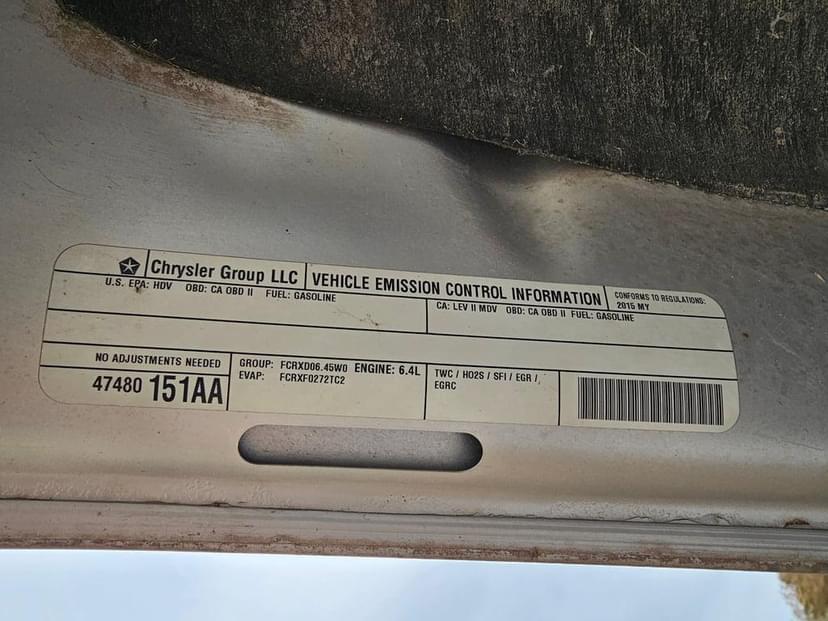 Chrysler Group LLC
VEHICLE EMISSION CONTROL INFORMATION
CONFORMS TO REGULATIONS:
2015 MY
U.S. EPA: HDV OBD: CA OBD II FUEL: GASOLINE
CA: LEV II MDV OBD: CA OBD II FUEL: GASOLINE
NO ADJUSTMENTS NEEDED
47480 151AA
GROUP: FCRXD06.45W0 ENGINE: 6.4L
EVAP: FCRXF0272TC2
TWC / HO2S / SFI / EGR /
EGRC